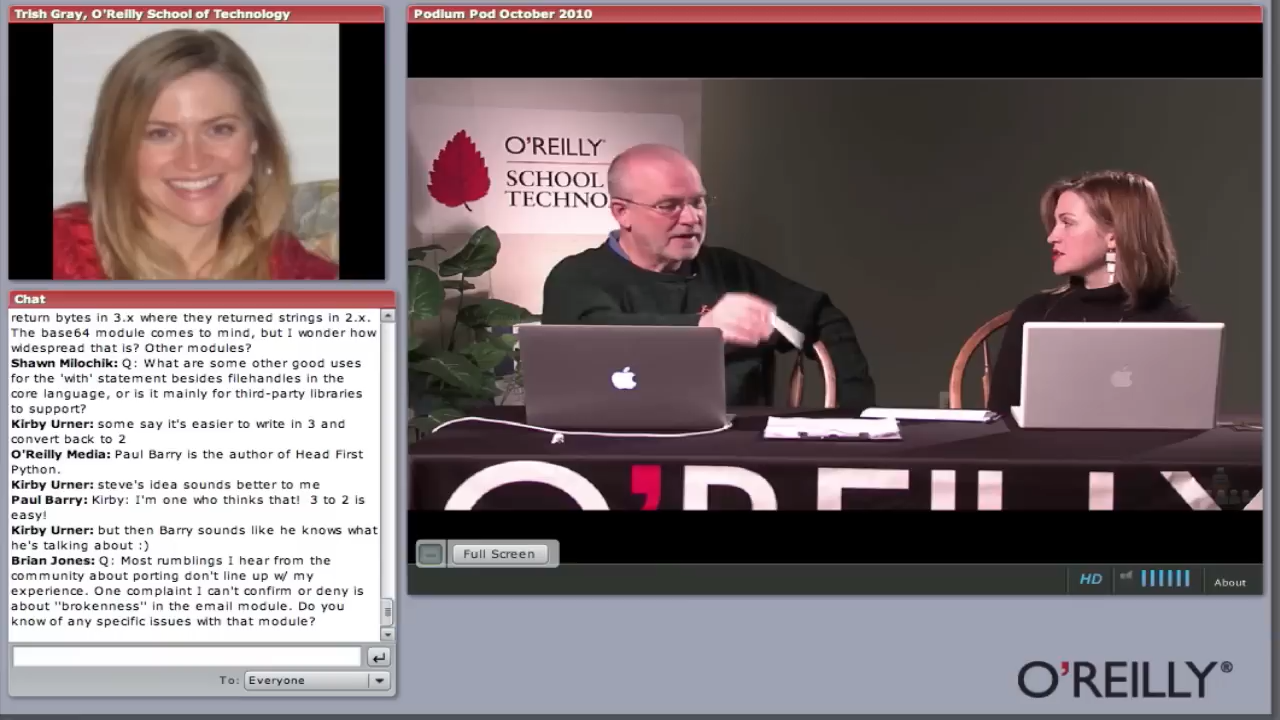 Trish Gray, O'Reilly School of Technology
Podium Pod October 2010
O'REILLY
SCHOOL
TECHNO
O'REILLY
Chat
return bytes in 3.x where they returned strings in 2.x.
The base64 module comes to mind, but I wonder how
widespread that is? Other modules?
Shawn Milochik: Q: What are some other good uses
for the 'with' statement besides filehandles in the
core language, or is it mainly for third-party libraries
to support?
Kirby Urner: some say it's easier to write in 3 and
convert back to 2
O'Reilly Media: Paul Barry is the author of Head First
Python.
Kirby Urner: steve's idea sounds better to me
Paul Barry: Kirby: I'm one who thinks that!  3 to 2 is
easy!
Kirby Urner: but then Barry sounds like he knows what
he's talking about :)
Brian Jones: Q: Most rumblings I hear from the
community about porting don't line up w/ my
experience. One complaint I can't confirm or deny is
about "brokenness" in the email module. Do you
know of any specific issues with that module?
To: Everyone
Full Screen
HD
About
O'REILLY®